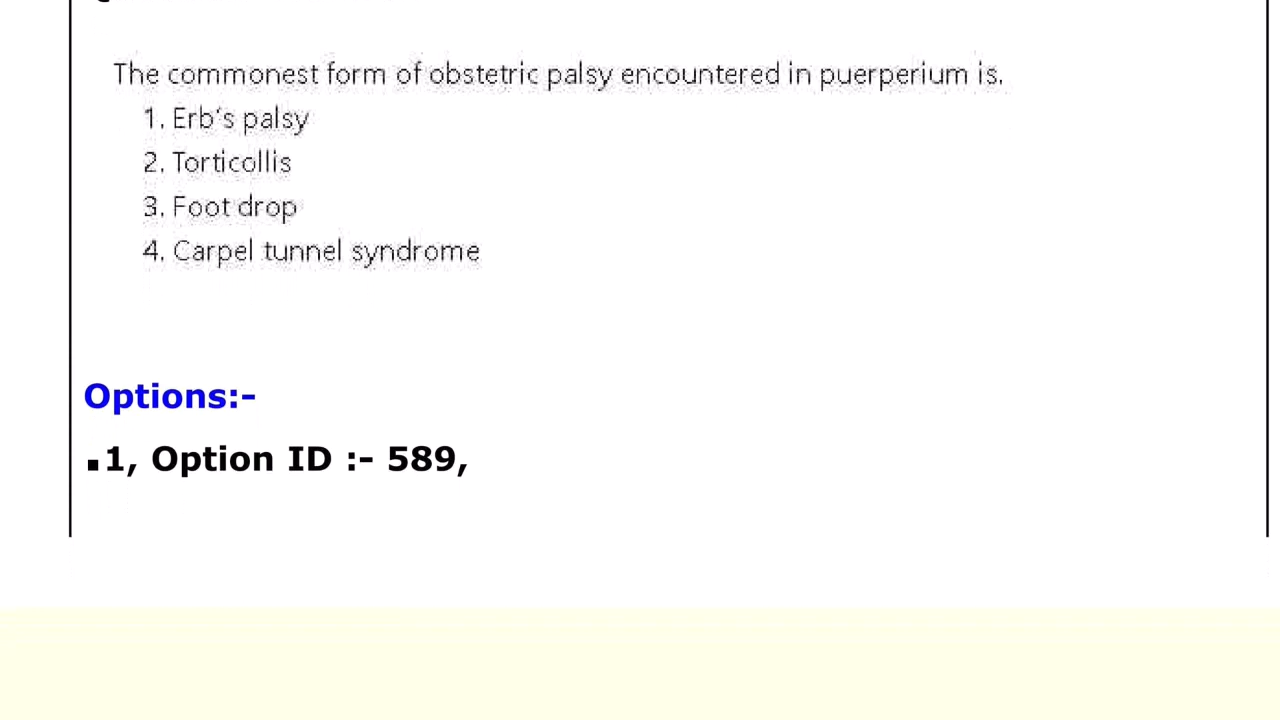 The commonest form of obstetric palsy encountered in puerperium is.
1. Erb's palsy
2. Torticollis
3. Foot drop
4. Carpel tunnel syndrome
Options:-
▪1, Option ID :- 589,